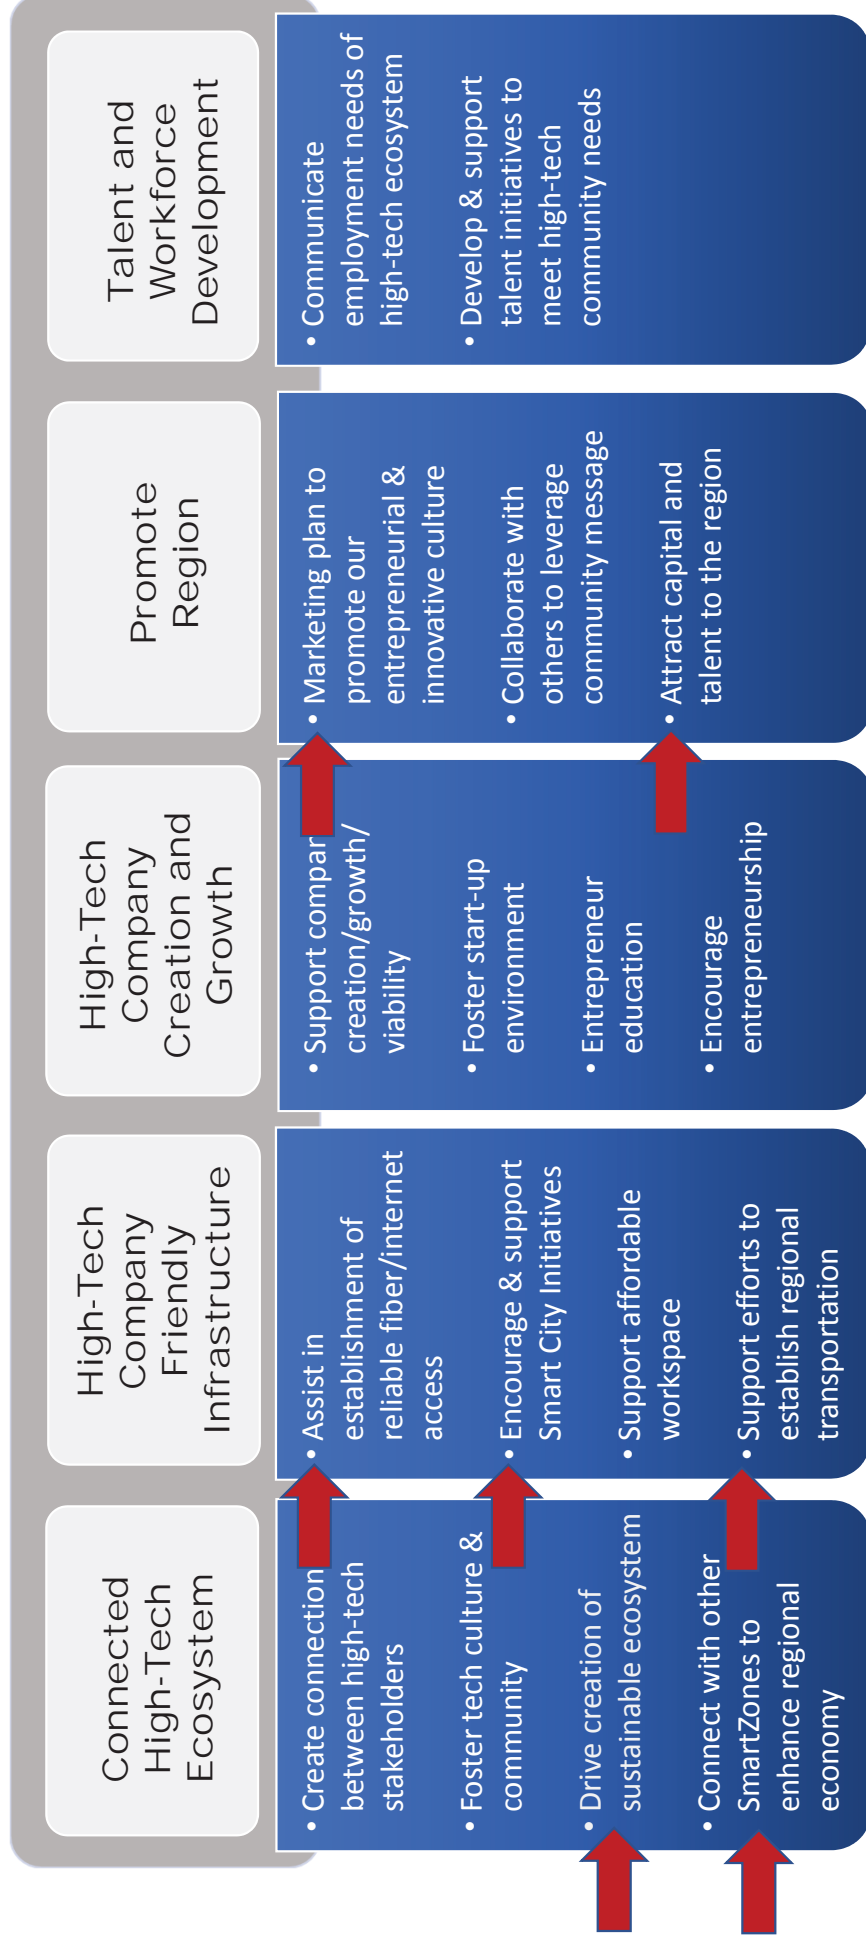 Connected
High-Tech
Ecosystem
• Create connection
between high-tech
stakeholders
• Foster tech culture &
community
• Drive creation of
sustainable ecosystem
• Connect with other
SmartZones to
enhance regional
economy
High-Tech
Company
Friendly
Infrastructure
• Assist in
establishment of
reliable fiber/internet
access
• Encourage & support
Smart City Initiatives
• Support affordable
workspace
• Support efforts to
establish regional
transportation
High-Tech
Company
Creation and
Growth
• Support compan
creation/growth/
viability
• Foster start-up
environment
• Entrepreneur
education
• Encourage
entrepreneurship
Promote
Region
• Marketing plan to
promote our
entrepreneurial &
innovative culture
• Collaborate with
others to leverage
community message
• Attract capital and
talent to the region
Talent and
Workforce
Development
• Communicate
employment needs of
high-tech ecosystem
• Develop & support
talent initiatives to
meet high-tech
community needs